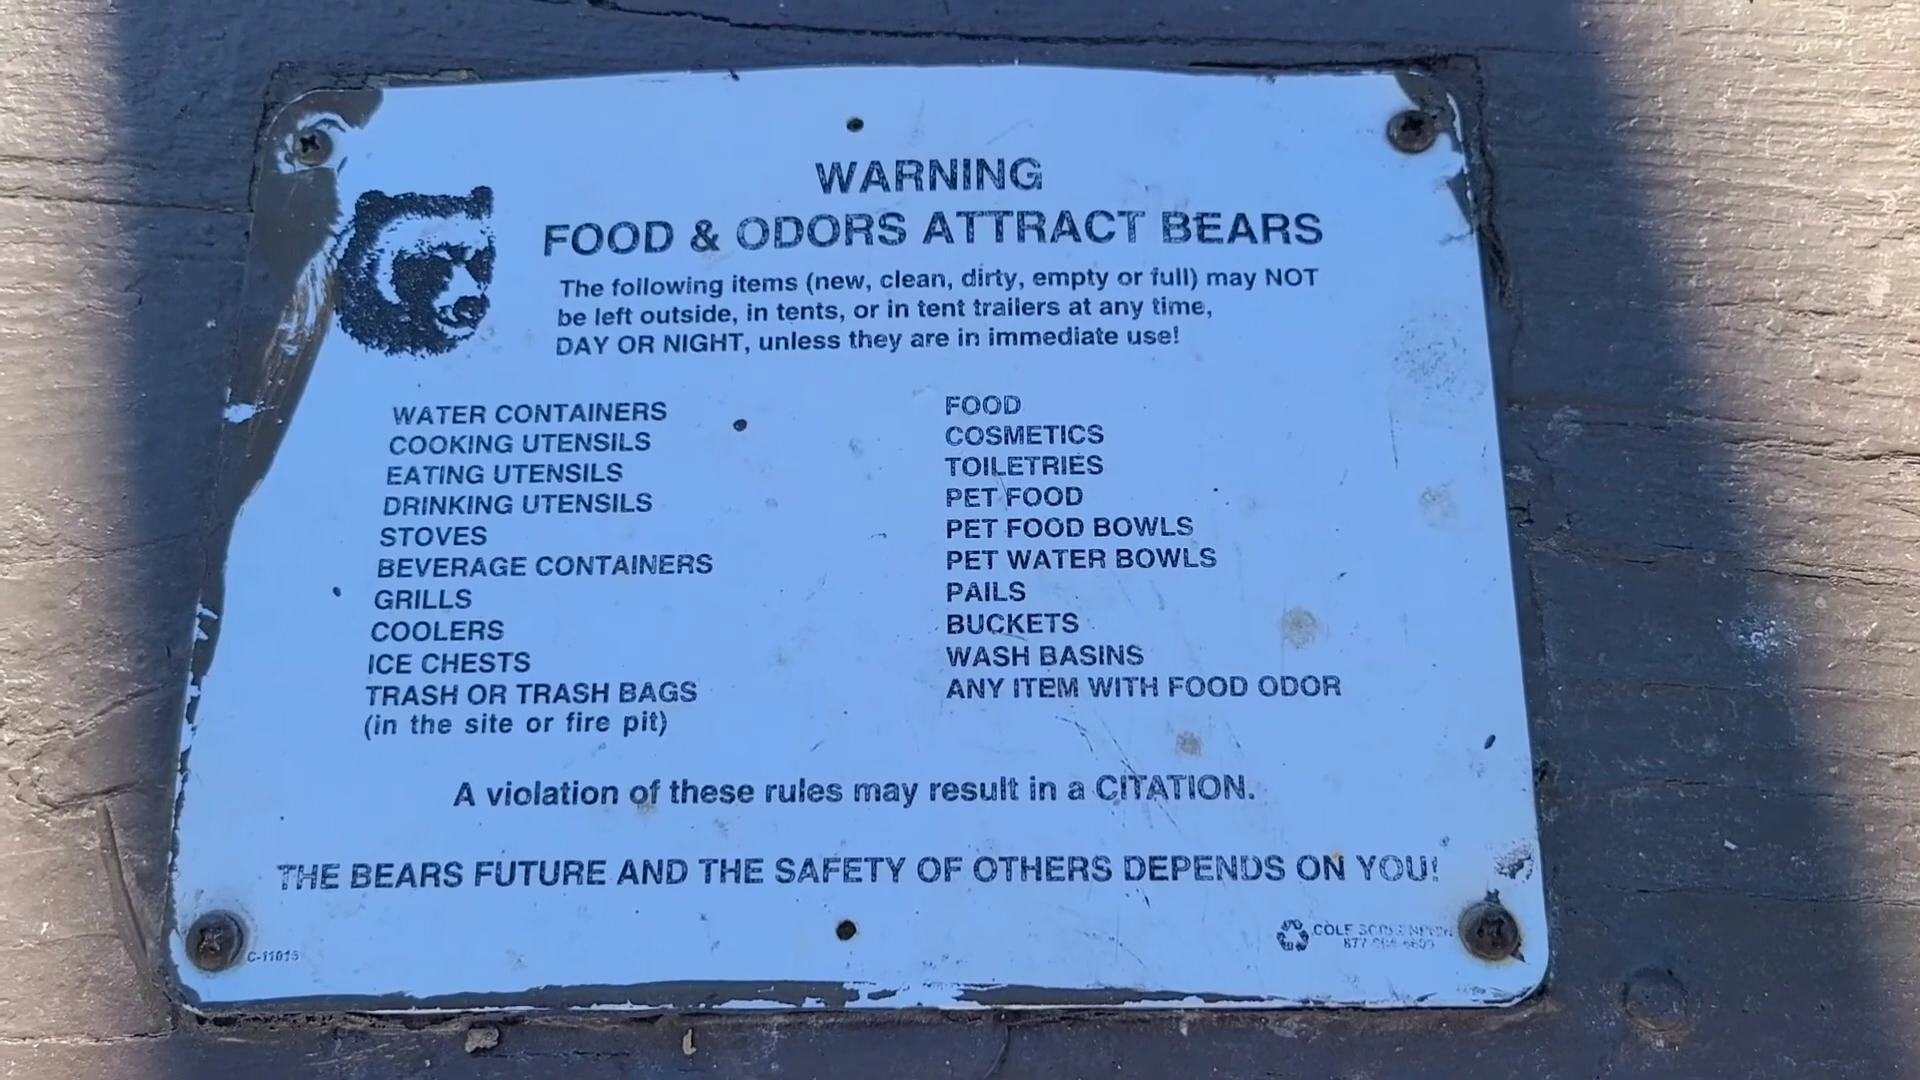 WARNING
FOOD & ODORS ATTRACT BEARS
The following items (new, clean, dirty, empty or full) may NOT
be left outside, in tents, or in tent trailers at any time,
DAY OR NIGHT, unless they are in immediate use!
WATER CONTAINERS
COOKING UTENSILS
EATING UTENSILS
DRINKING UTENSILS
STOVES
BEVERAGE CONTAINERS
GRILLS
COOLERS
ICE CHESTS
TRASH OR TRASH BAGS
(in the site or fire pit)
FOOD
COSMETICS
TOILETRIES
PET FOOD
PET FOOD BOWLS
PET WATER BOWLS
PAILS
BUCKETS
WASH BASINS
ANY ITEM WITH FOOD ODOR
A violation of these rules may result in a CITATION.
THE BEARS FUTURE AND THE SAFETY OF OTHERS DEPENDS ON YOU!
C-11015
COLE
877